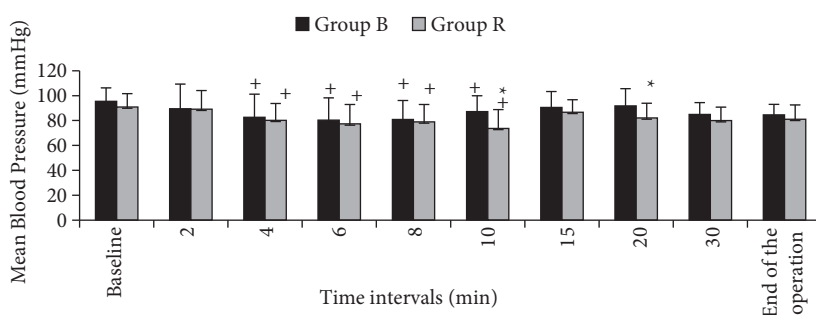 Group B Group R
Mean Blood Pressure (mmHg)
120
100
80
60
40
20
0
+ + + + + + + * +
*
Baseline 2 4 6 8 10 15 20 30 End of the operation
Time intervals (min)